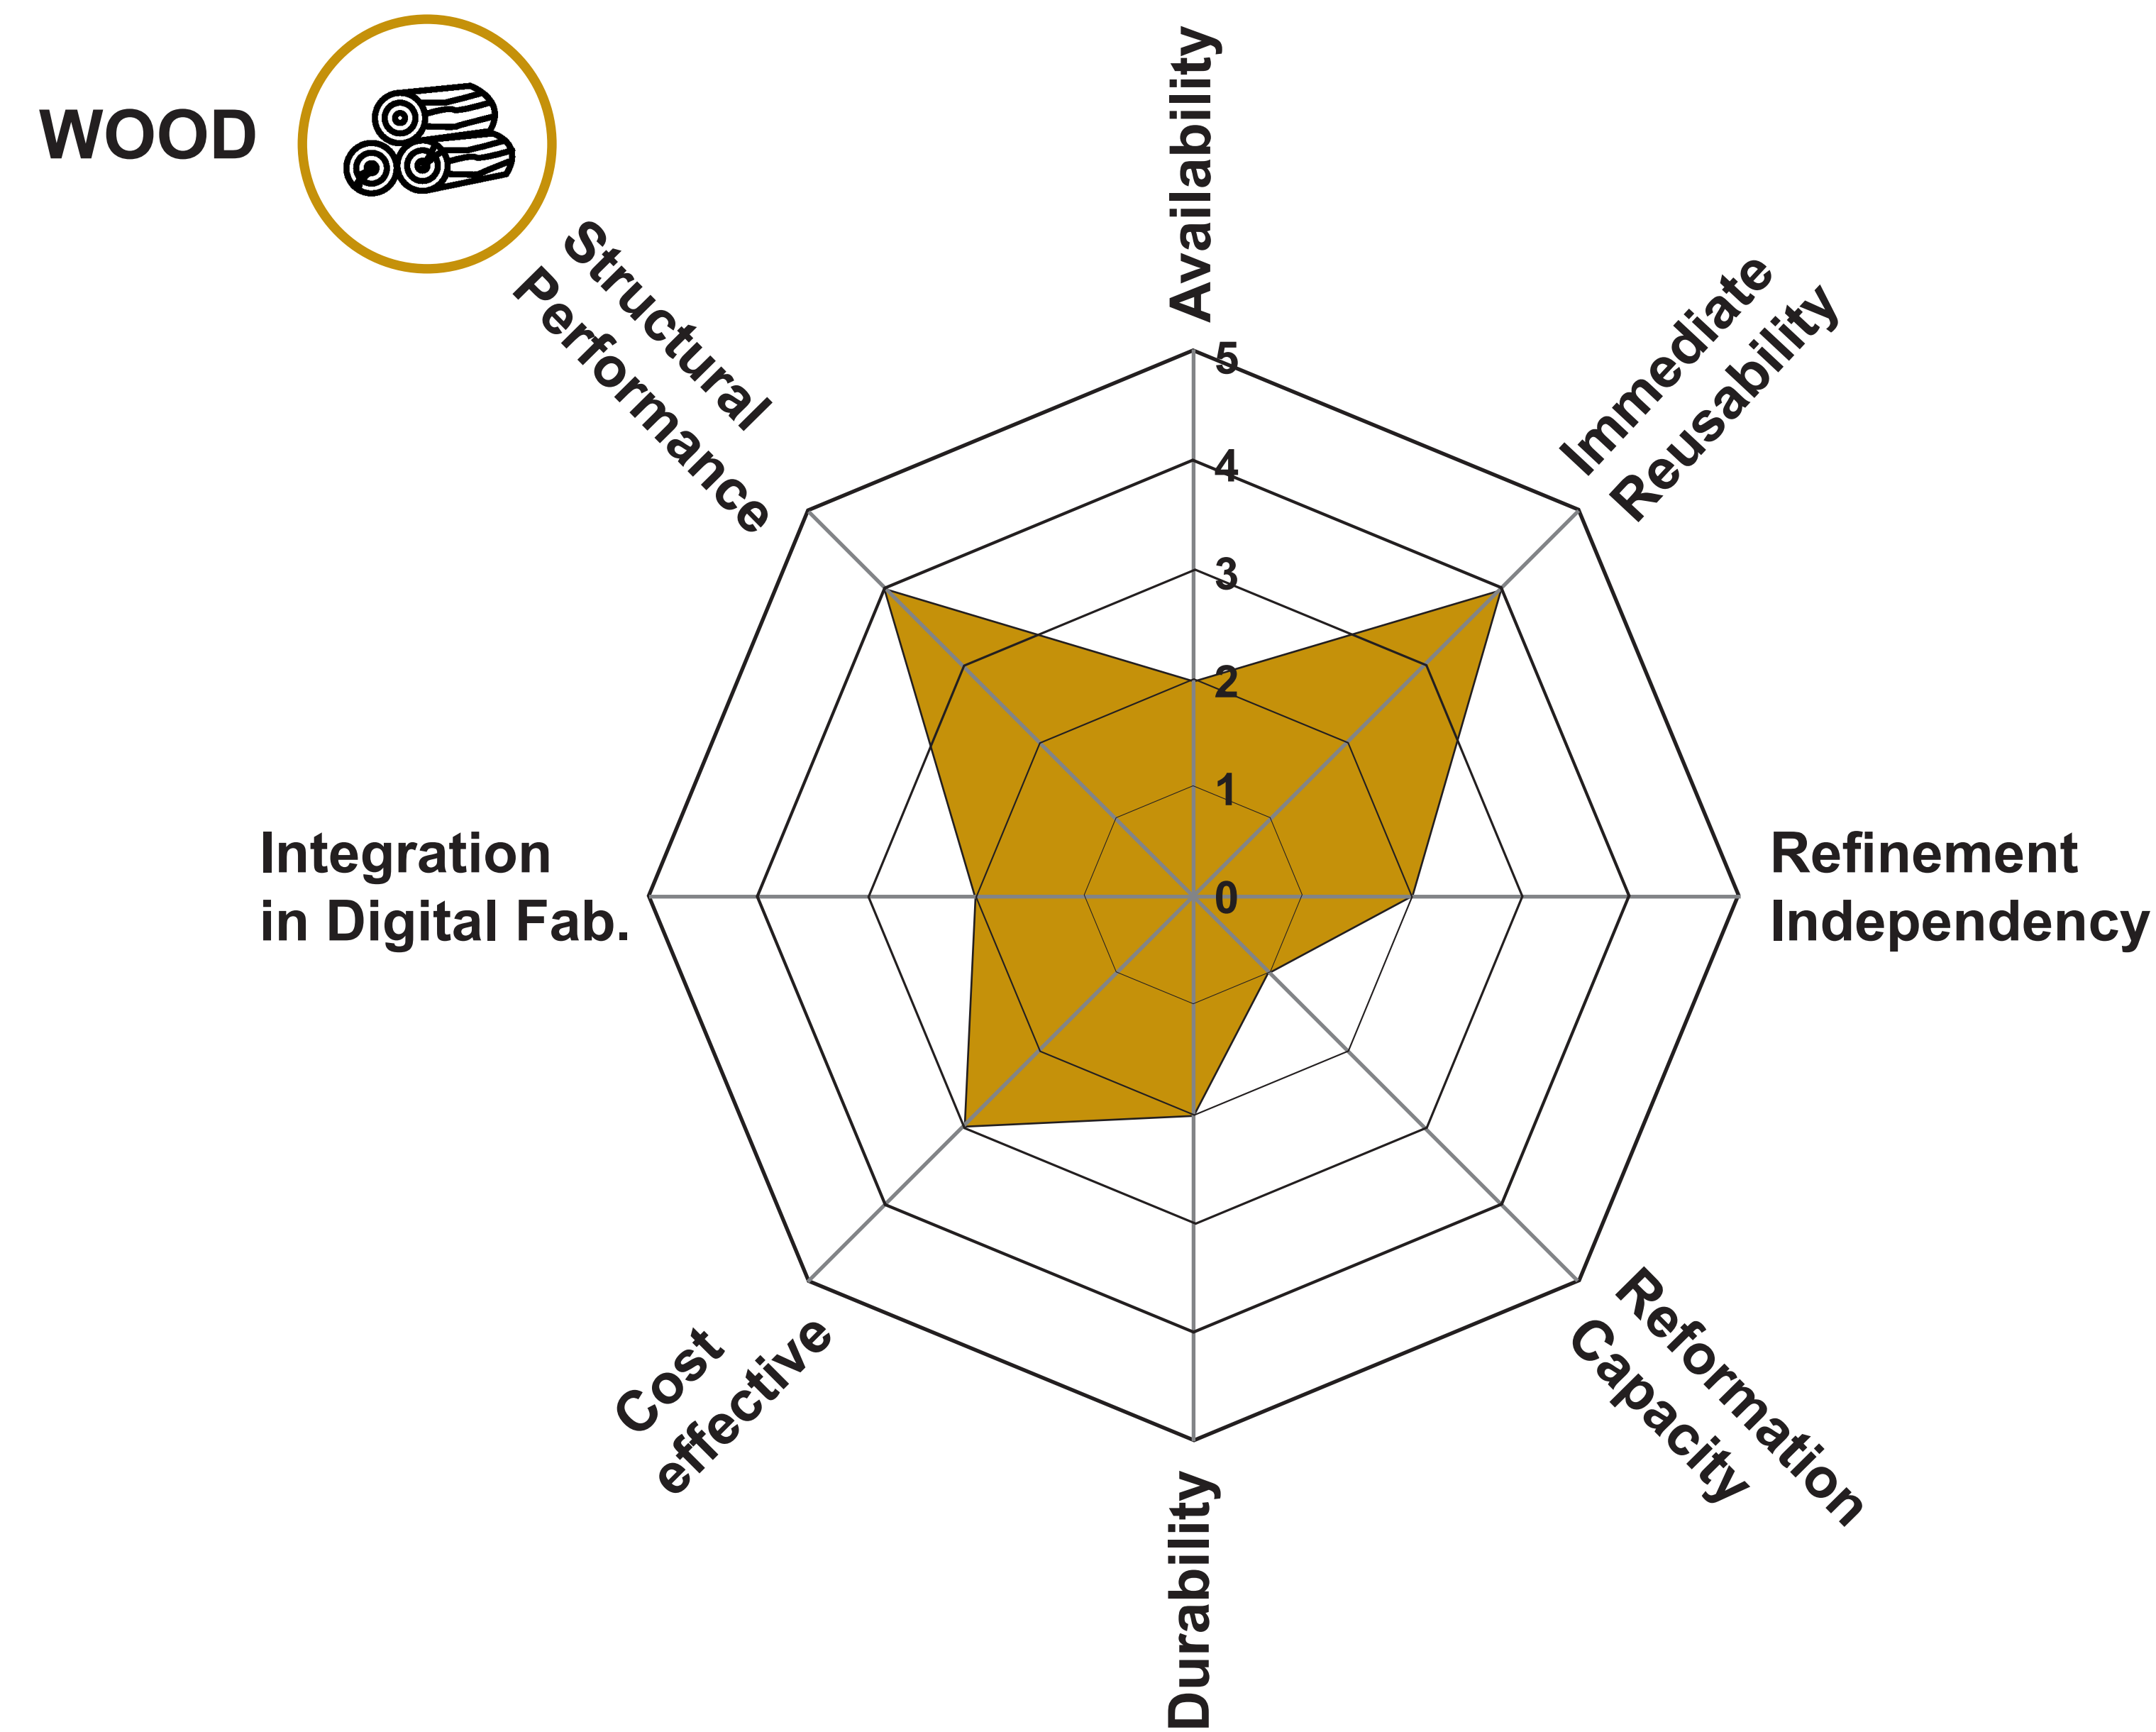 WOOD
Availability
Structural
Performance
Immediate
Reusability
5
4
3
2
1
0
Integration
in Digital Fab.
Refinement
Independency
Cost
effective
Reformation
Capacity
Durability